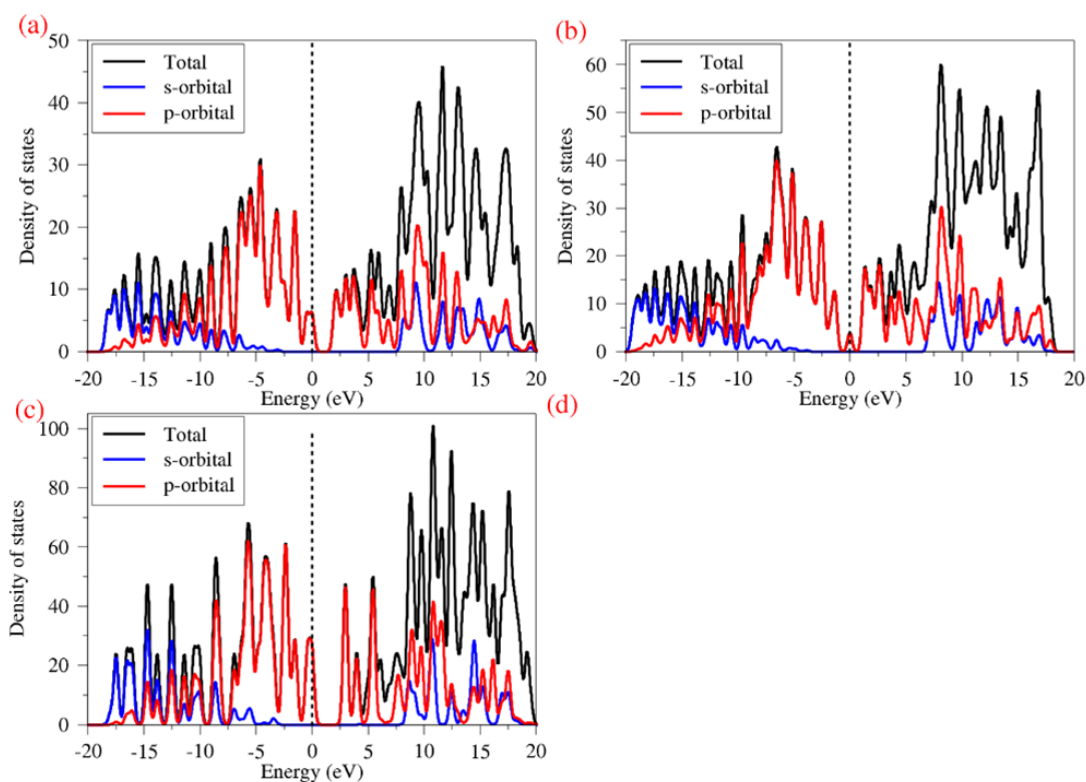 (a)
50
40
30
20
10
0
Density of states
Total
s-orbital
p-orbital
-20 -15 -10 -5 0 5 10 15 20
Energy (eV)
(b)
60
50
40
30
20
10
0
Density of states
Total
s-orbital
p-orbital
-20 -15 -10 -5 0 5 10 15 20
Energy (eV)
(c)
100
80
60
40
20
0
Density of states
Total
s-orbital
p-orbital
-20 -15 -10 -5 0 5 10 15 20
Energy (eV)
(d)